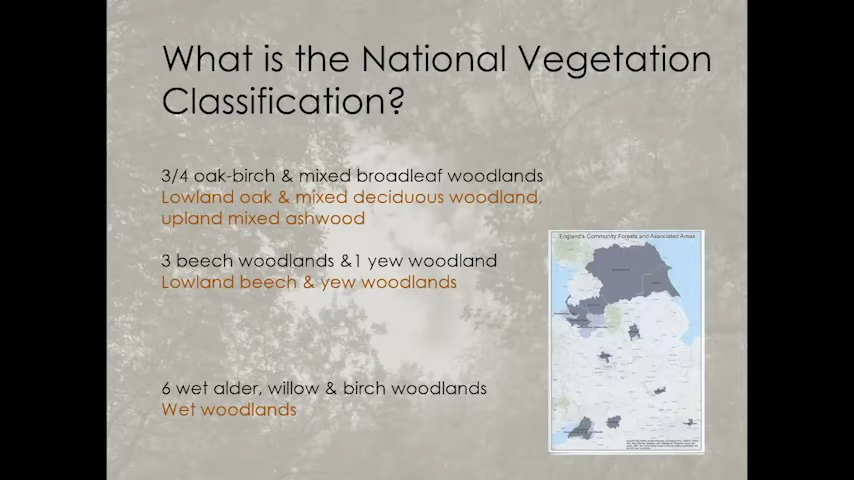 What is the National Vegetation
Classification?
3/4 oak-birch & mixed broadleaf woodlands
Lowland oak & mixed deciduous woodland,
upland mixed ashwood
3 beech woodlands &1 yew woodland
Lowland beech & yew woodlands
6 wet alder, willow & birch woodlands
Wet woodlands
England's Community Forests and Associated Areas